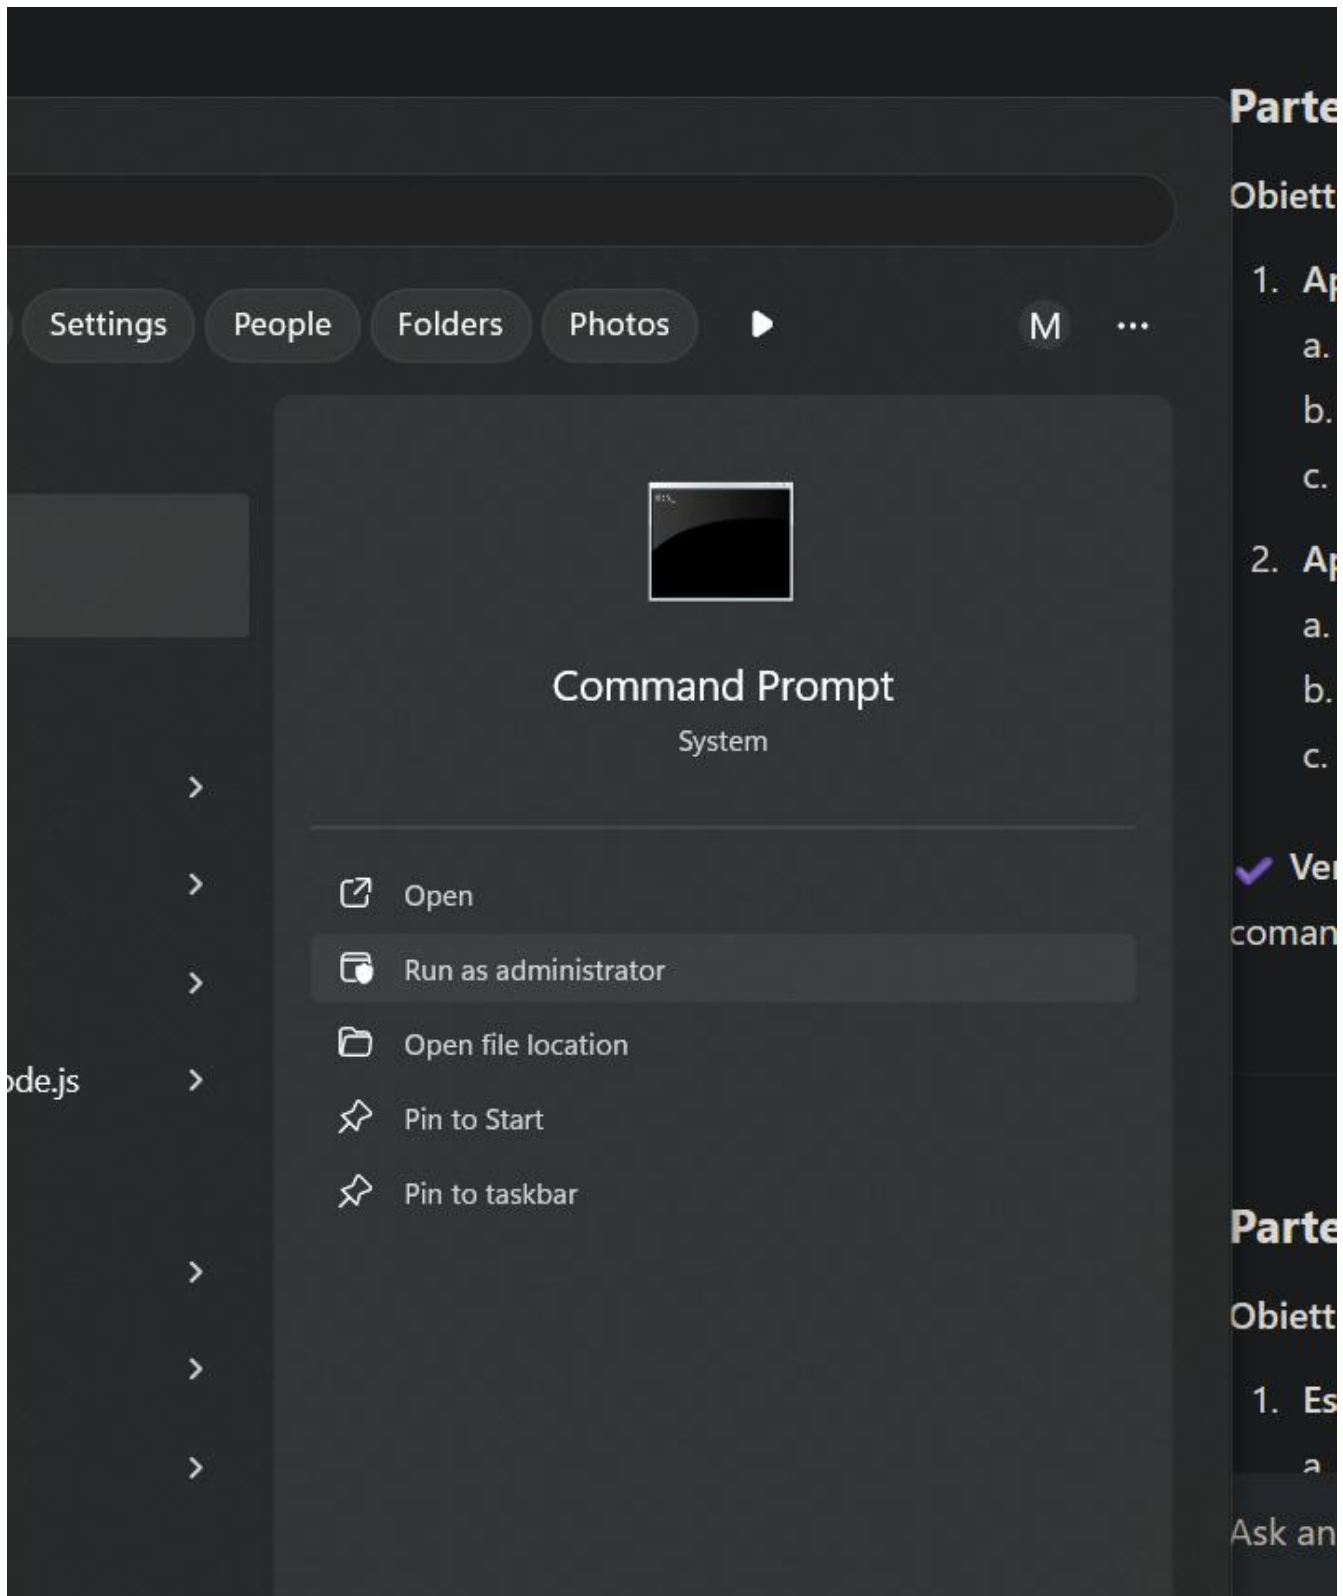 Settings People Folders Photos M
Command Prompt
System
Open
Run as administrator
Open file location
Pin to Start
Pin to taskbar
ode.js
Parte
Obiett
1. Ap
a.
b.
c.
2. Ap
a.
b.
c.
Ver
coman
Parte
Obiett
1. Es
a
Ask an